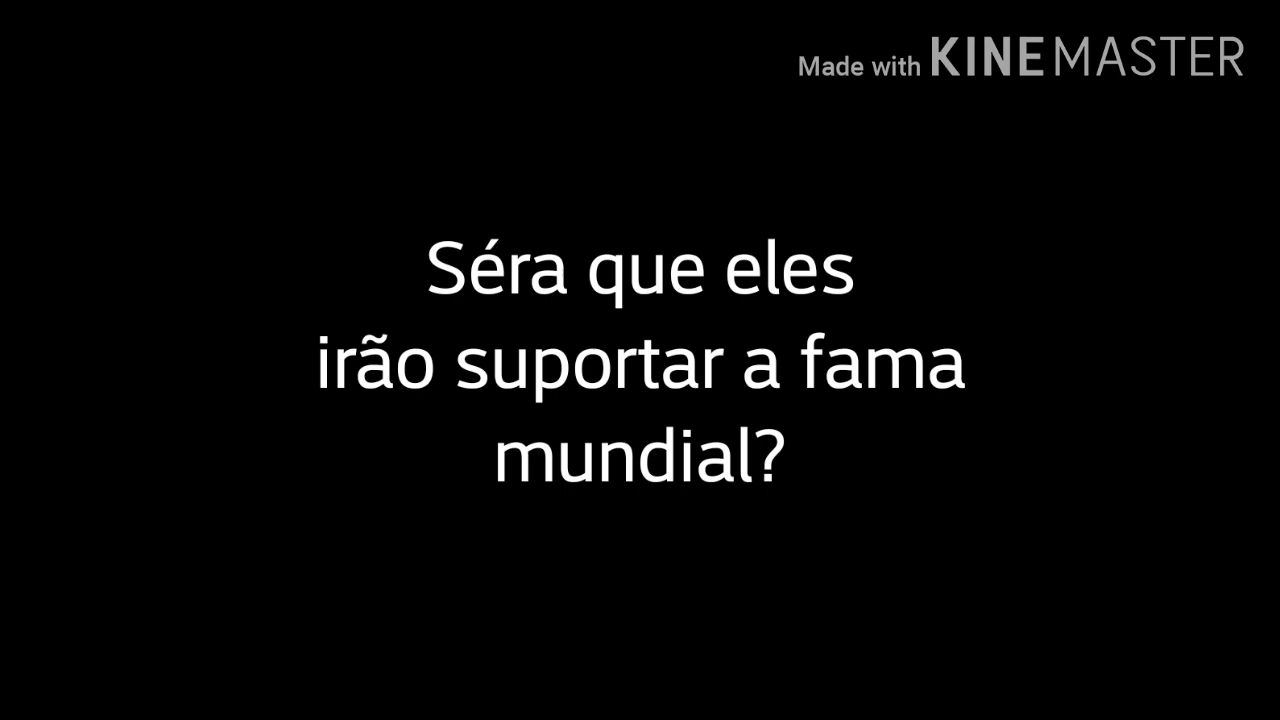 Made with KINEMASTER
Séra que eles
irão suportar a fama
mundial?